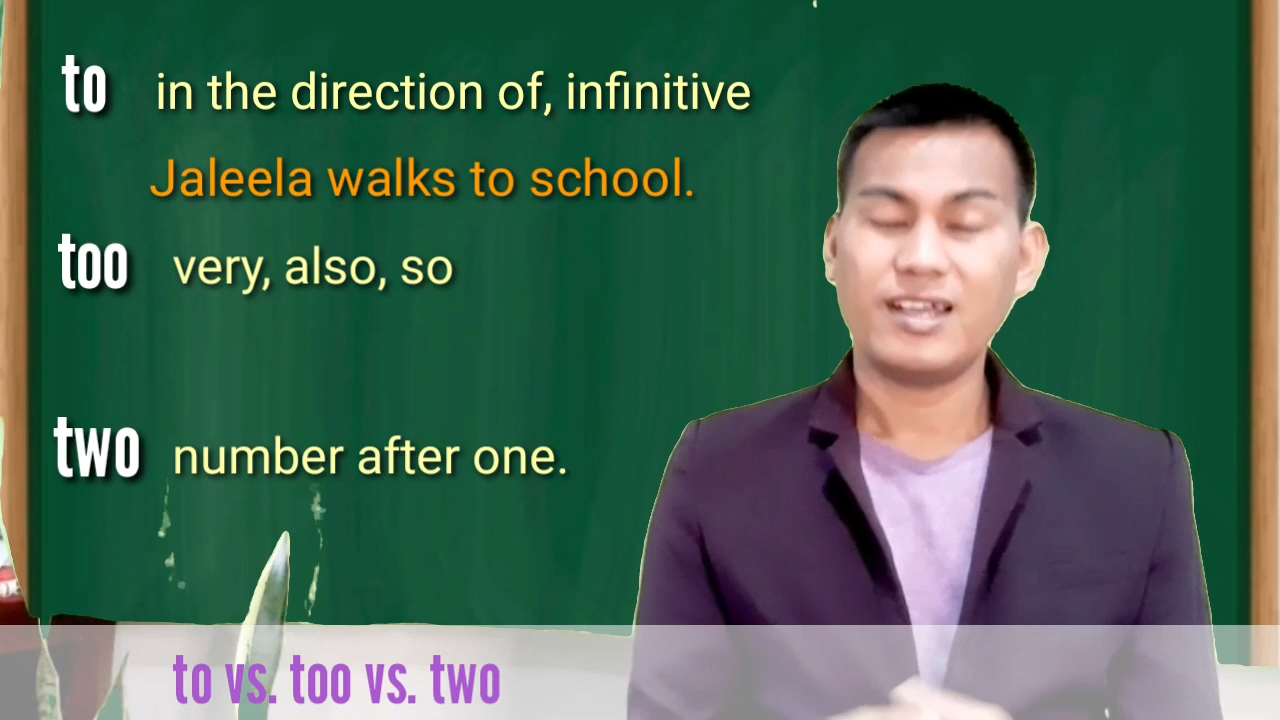 to in the direction of, infinitive
Jaleela walks to school.
too very, also, so
two number after one.
to vs. too vs. two